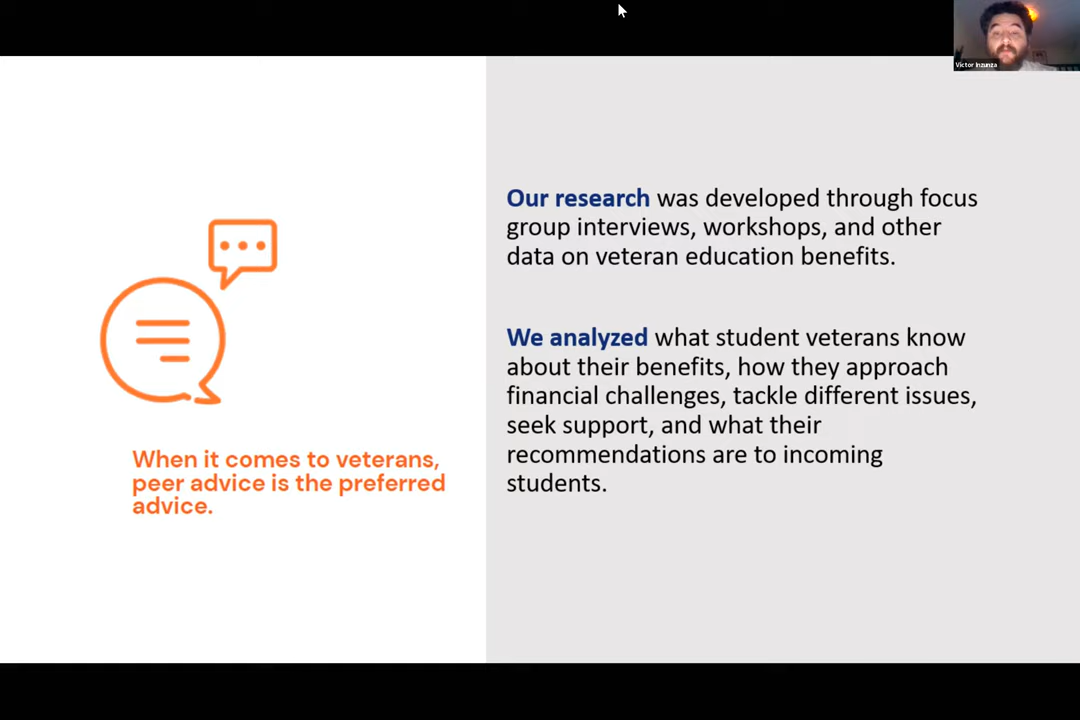 Victor Inzunza
Our research was developed through focus
group interviews, workshops, and other
data on veteran education benefits.
We analyzed what student veterans know
about their benefits, how they approach
financial challenges, tackle different issues,
seek support, and what their
recommendations are to incoming
students.
When it comes to veterans,
peer advice is the preferred
advice.